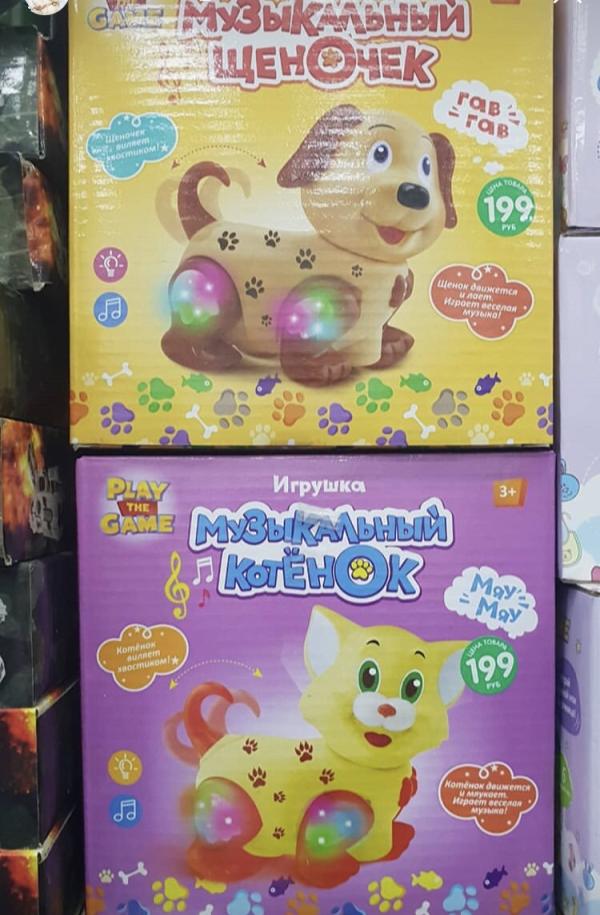 GAME
МУЗЫКАЛЬНЫЙ
ЩЕНОЧЕК
гав
гав
Щеночек
виляет
хвостиком!
ЦЕНА ТОВАРА
199
РУБ
Щенок движется
и лает.
Играет веселая
музыка!
PLAY
THE
GAME
Игрушка
3+
МУЗЫКАЛЬНЫЙ
КОТЁНОК
Мяу
Мяу
Котёнок
виляет
хвостиком!
ЦЕНА ТОВАРА
199
РУБ
Котёнок движется
и мяукает.
Играет веселая
музыка!